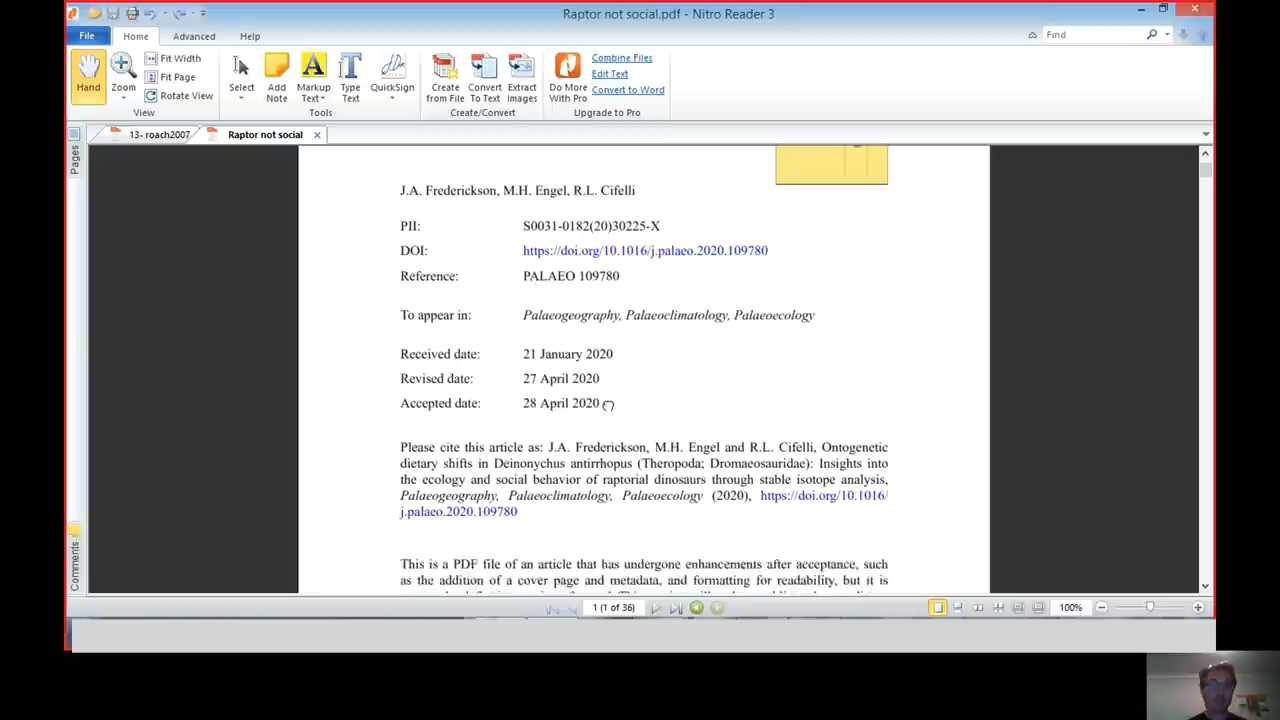 Raptor not social.pdf - Nitro Reader 3
File Home Advanced Help Find
Hand
Zoom
Fit Width
Fit Page
Rotate View
View
Select
Add Note
Markup Text
Type Text
QuickSign
Tools
Create from File
Convert To Text
Extract Images
Create/Convert
Do More With Pro
Combine Files
Edit Text
Convert to Word
Upgrade to Pro
13- roach2007 Raptor not social
Pages
J.A. Frederickson, M.H. Engel, R.L. Cifelli
PII: S0031-0182(20)30225-X
DOI: https://doi.org/10.1016/j.palaeo.2020.109780
Reference: PALAEO 109780
To appear in: Palaeogeography, Palaeoclimatology, Palaeoecology
Received date: 21 January 2020
Revised date: 27 April 2020
Accepted date: 28 April 2020
Please cite this article as: J.A. Frederickson, M.H. Engel and R.L. Cifelli, Ontogenetic
dietary shifts in Deinonychus antirrhopus (Theropoda; Dromaeosauridae): Insights into
the ecology and social behavior of raptorial dinosaurs through stable isotope analysis,
Palaeogeography, Palaeoclimatology, Palaeoecology (2020), https://doi.org/10.1016/
j.palaeo.2020.109780
This is a PDF file of an article that has undergone enhancements after acceptance, such
as the addition of a cover page and metadata, and formatting for readability, but it is
Comments
1 (1 of 36) 100%